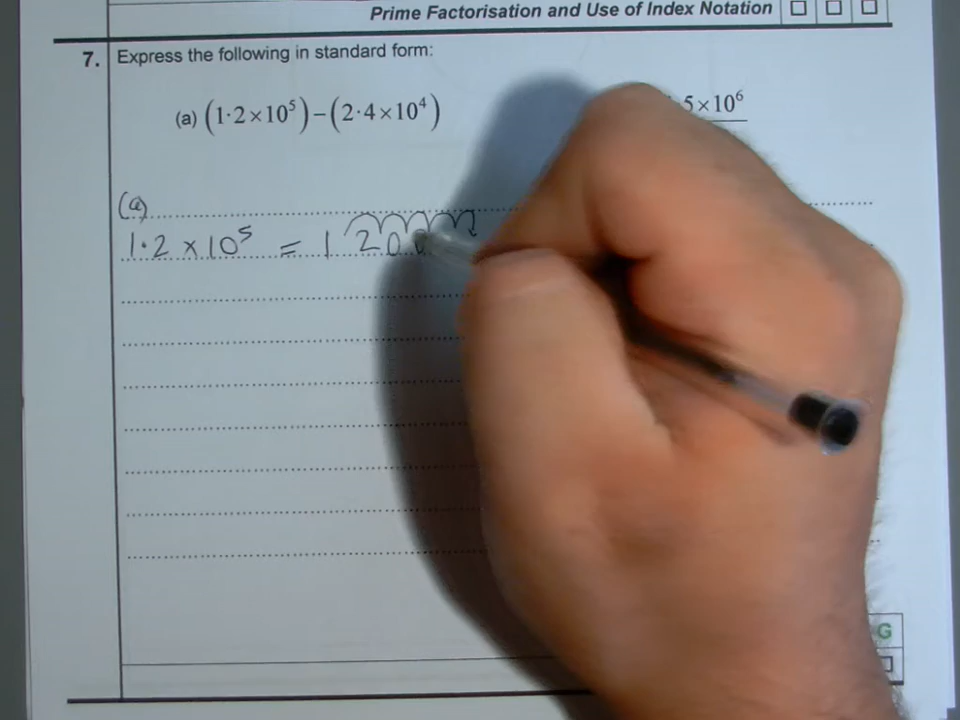 Prime Factorisation and Use of Index Notation
7. Express the following in standard form:
(a) (1·2×10⁵)−(2·4×10⁴)
5×10⁶
(a)
1.2 ×10⁵ = 1 200
G